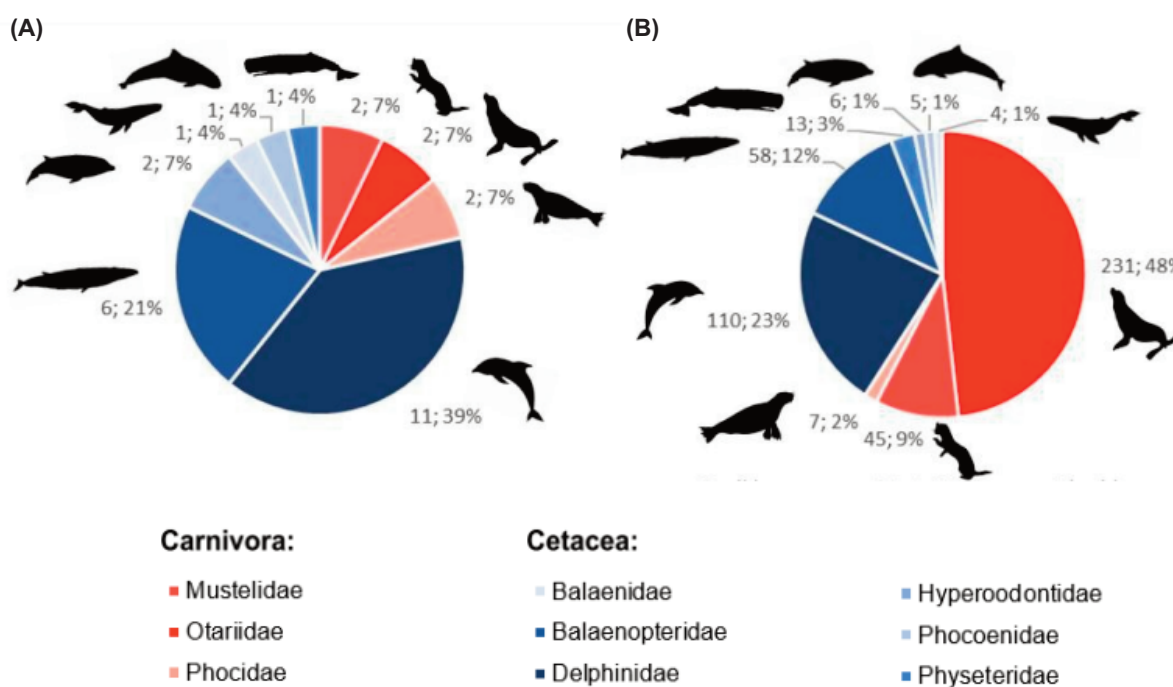 (A)
(B)
1; 4%
1; 4%
1; 4%
2; 7%
2; 7%
2; 7%
2; 7%
6; 21%
11; 39%
6; 1%
5; 1%
4; 1%
13; 3%
58; 12%
231; 48%
110; 23%
7; 2%
45; 9%
Carnivora:
Cetacea:
Mustelidae
Balaenidae
Hyperoodontidae
Otariidae
Balaenopteridae
Phocoenidae
Phocidae
Delphinidae
Physeteridae